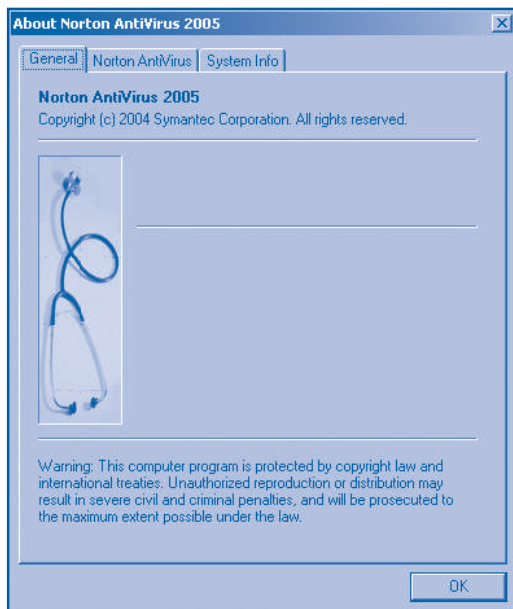 About Norton AntiVirus 2005
General
Norton AntiVirus
System Info
Norton AntiVirus 2005
Copyright (c) 2004 Symantec Corporation. All rights reserved.
Warning: This computer program is protected by copyright law and
international treaties. Unauthorized reproduction or distribution may
result in severe civil and criminal penalties, and will be prosecuted to
the maximum extent possible under the law.
OK